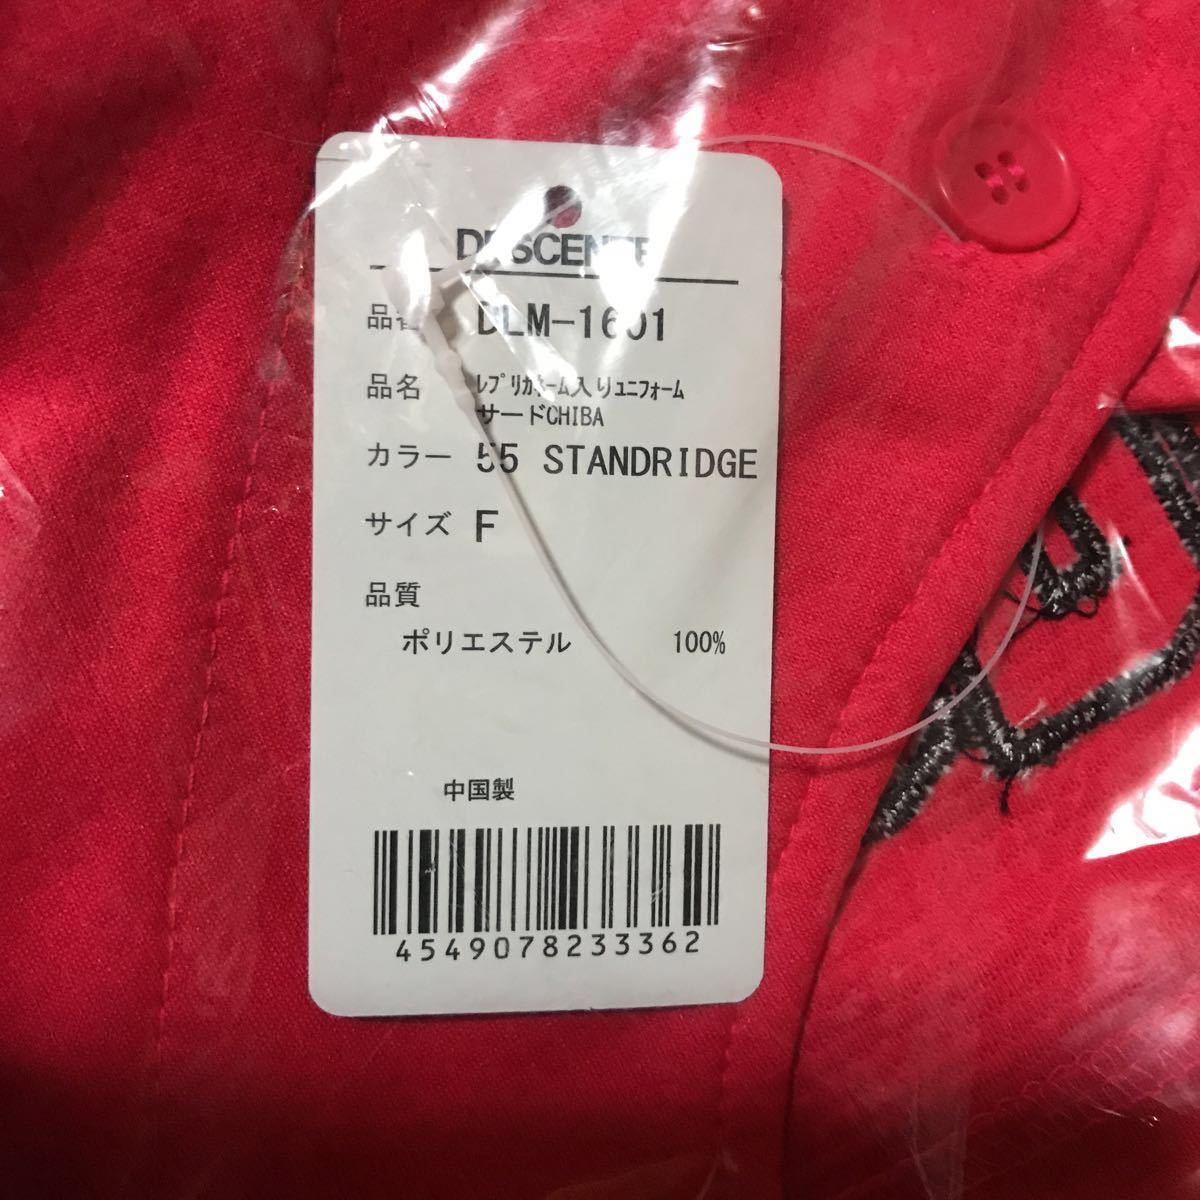 DESCENTE
品番 DLM-1601
品名 ﾚﾌﾟﾘｶﾈｰﾑ入りﾕﾆﾌｫｰﾑ
サードCHIBA
カラー 55 STANDRIDGE
サイズ F
品質
ポリエステル 100%
中国製
4549078233362